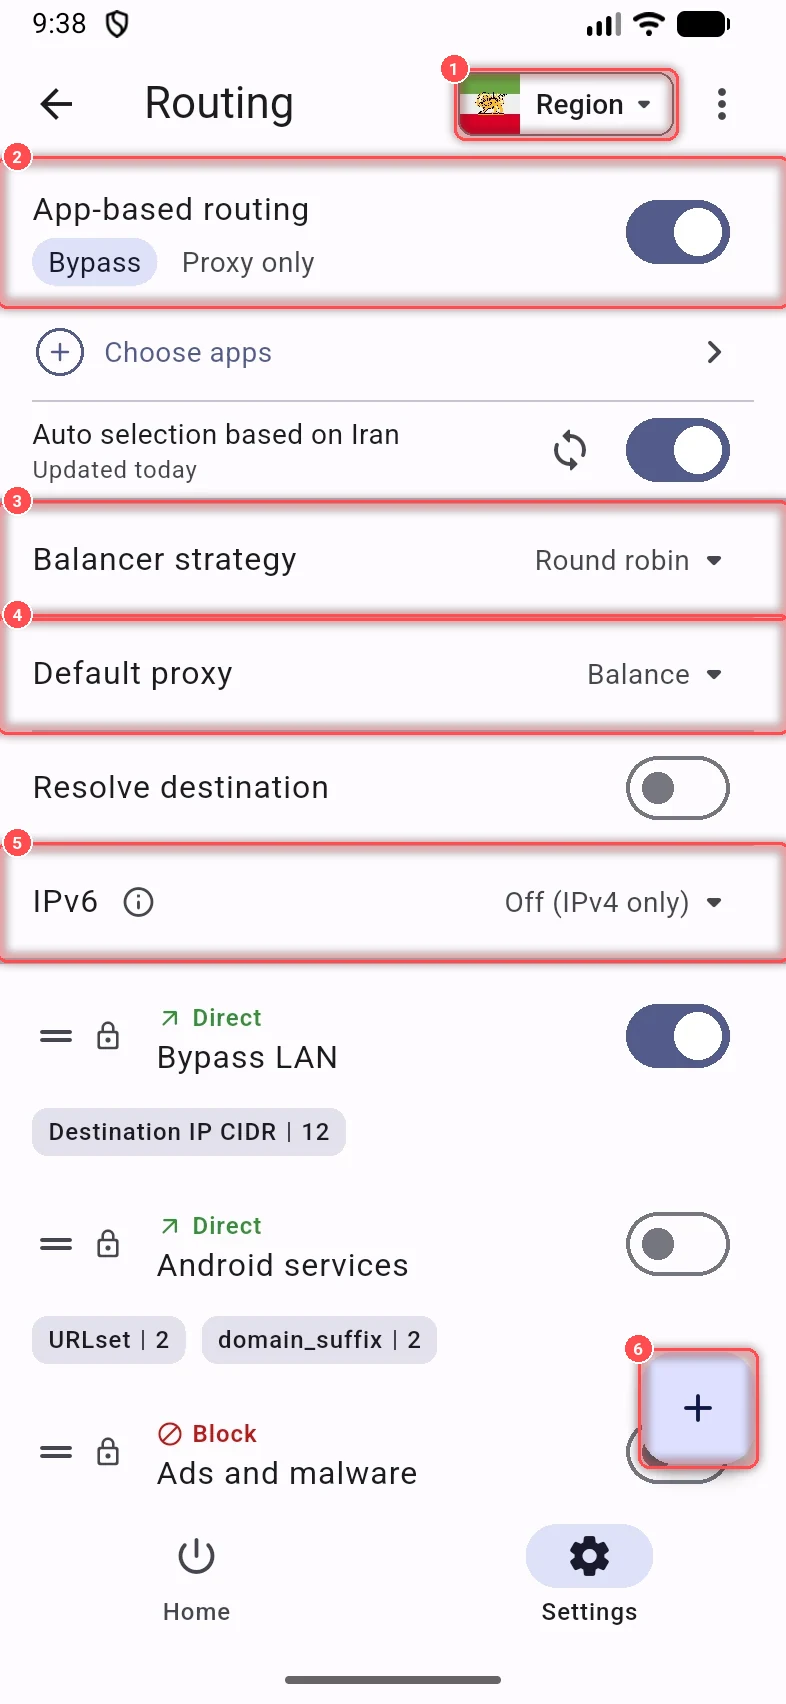 9:38
1
Routing
Region
2
App-based routing
Bypass Proxy only
Choose apps
Auto selection based on Iran
Updated today
3
Balancer strategy Round robin
4
Default proxy Balance
Resolve destination
5
IPv6 Off (IPv4 only)
Direct
Bypass LAN
Destination IP CIDR | 12
Direct
Android services
URLset | 2 domain_suffix | 2
6
Block
Ads and malware
Home Settings